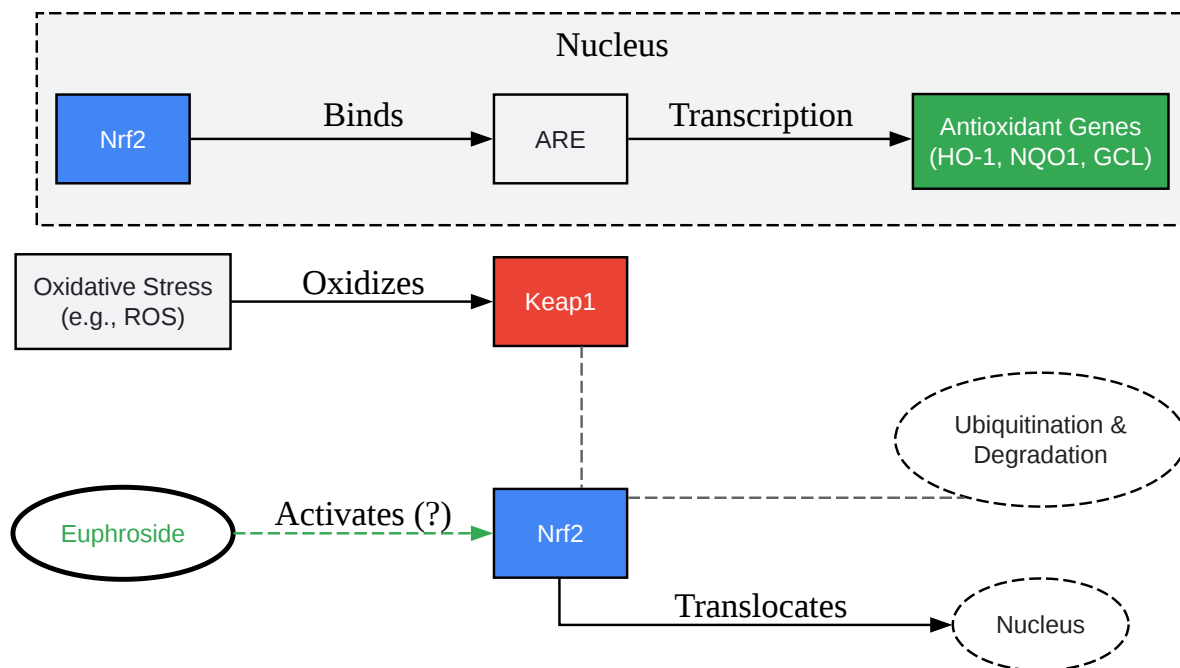 Nucleus
Nrf2
Binds
ARE
Transcription
Antioxidant Genes
(HO-1, NQO1, GCL)
Oxidative Stress
(e.g., ROS)
Oxidizes
Keap1
Ubiquitination &
Degradation
Euphroside
Activates (?)
Nrf2
Translocates
Nucleus